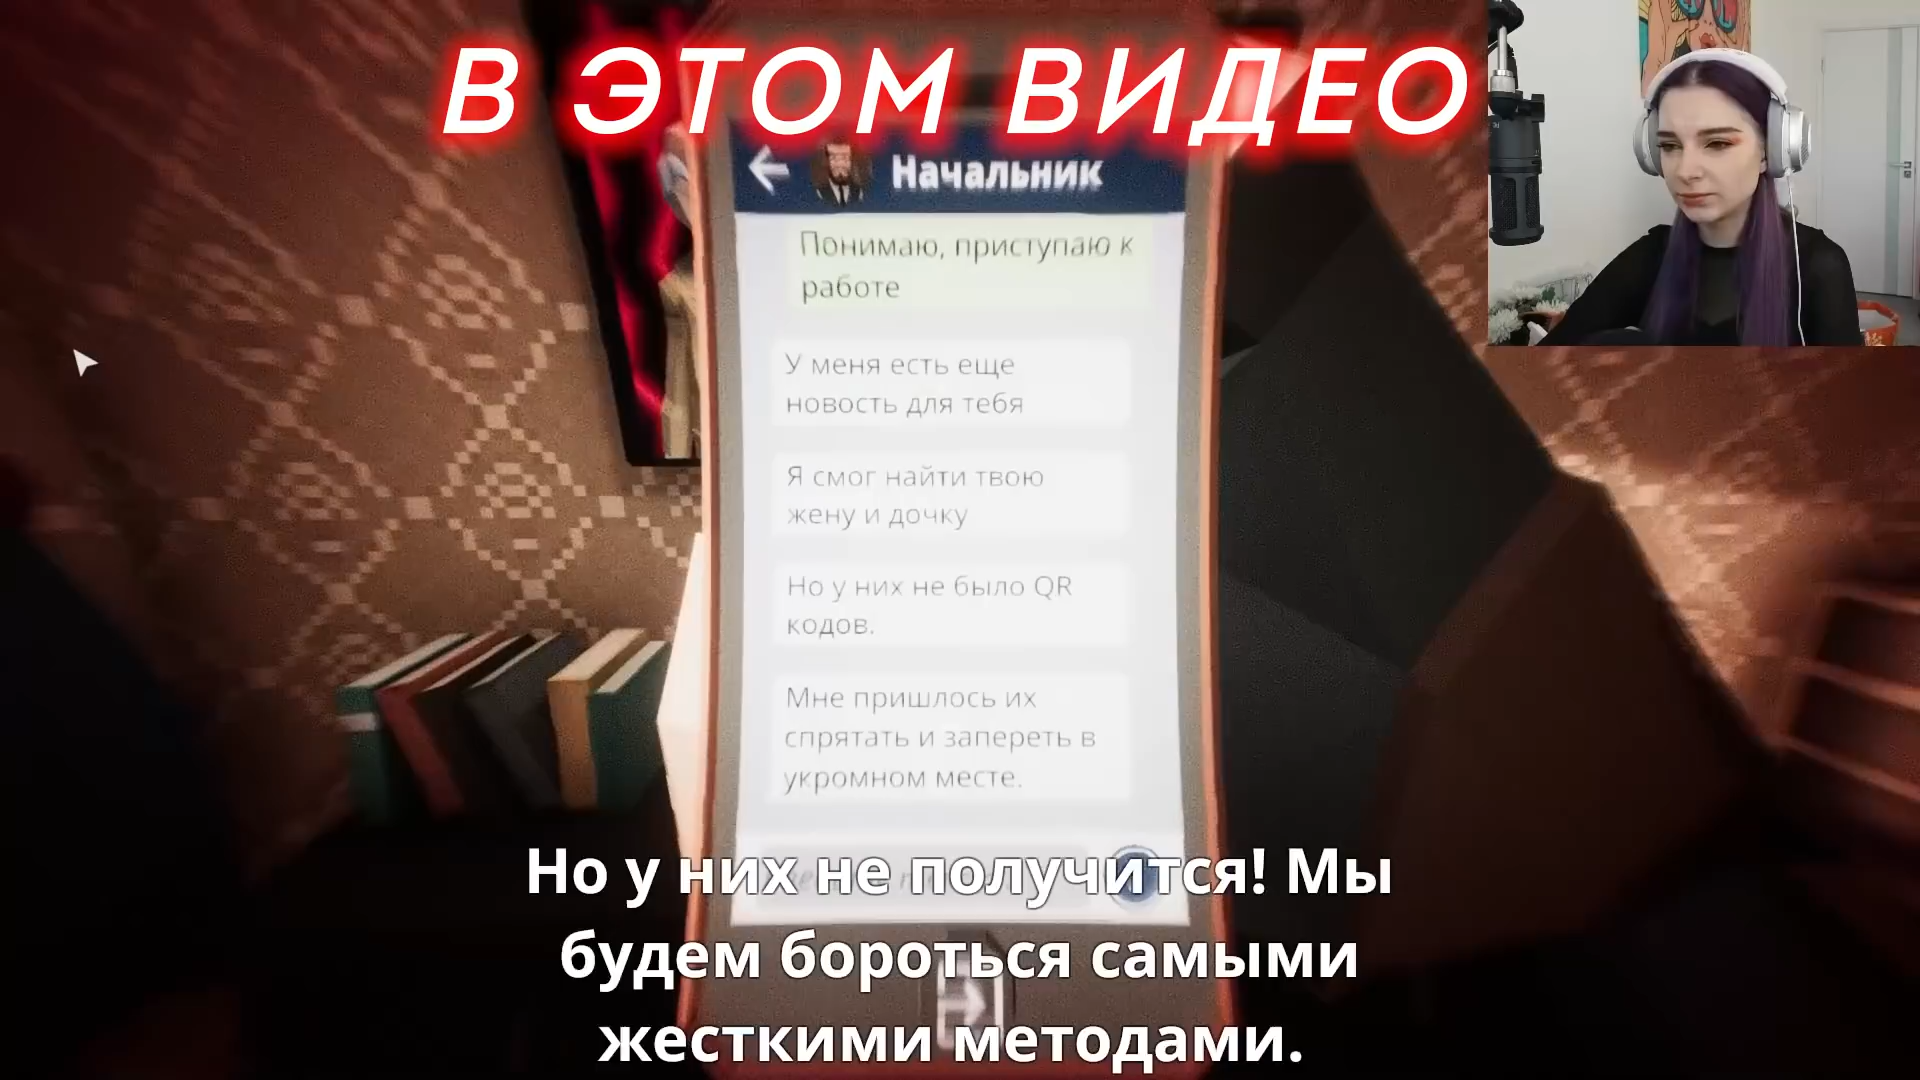 В ЭТОМ ВИДЕО
Начальник
Понимаю, приступаю к
работе
У меня есть еще
новость для тебя
Я смог найти твою
жену и дочку
Но у них не было QR
кодов.
Мне пришлось их
спрятать и запереть в
укромном месте.
Но у них не получится! Мы
будем бороться самыми
жесткими методами.